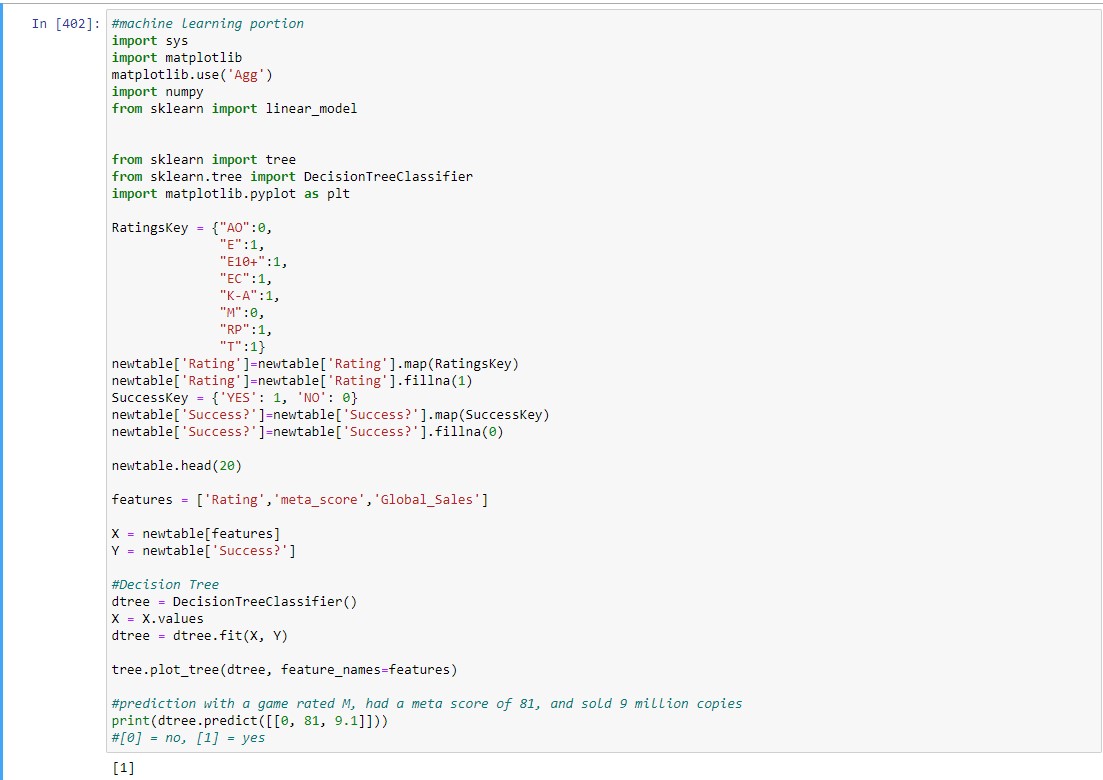 In [402]: #machine learning portion
import sys
import matplotlib
matplotlib.use('Agg')
import numpy
from sklearn import linear_model
from sklearn import tree
from sklearn.tree import DecisionTreeClassifier
import matplotlib.pyplot as plt
RatingsKey = {"AO":0,
"E":1,
"E10+":1,
"EC":1,
"K-A":1,
"M":0,
"RP":1,
"T":1}
newtable['Rating']=newtable['Rating'].map(RatingsKey)
newtable['Rating']=newtable['Rating'].fillna(1)
SuccessKey = {'YES': 1, 'NO': 0}
newtable['Success?']=newtable['Success?'].map(SuccessKey)
newtable['Success?']=newtable['Success?'].fillna(0)
newtable.head(20)
features = ['Rating','meta_score','Global_Sales']
X = newtable[features]
Y = newtable['Success?']
#Decision Tree
dtree = DecisionTreeClassifier()
X = X.values
dtree = dtree.fit(X, Y)
tree.plot_tree(dtree, feature_names=features)
#prediction with a game rated M, had a meta score of 81, and sold 9 million copies
print(dtree.predict([[0, 81, 9.1]]))
#[0] = no, [1] = yes
[1]